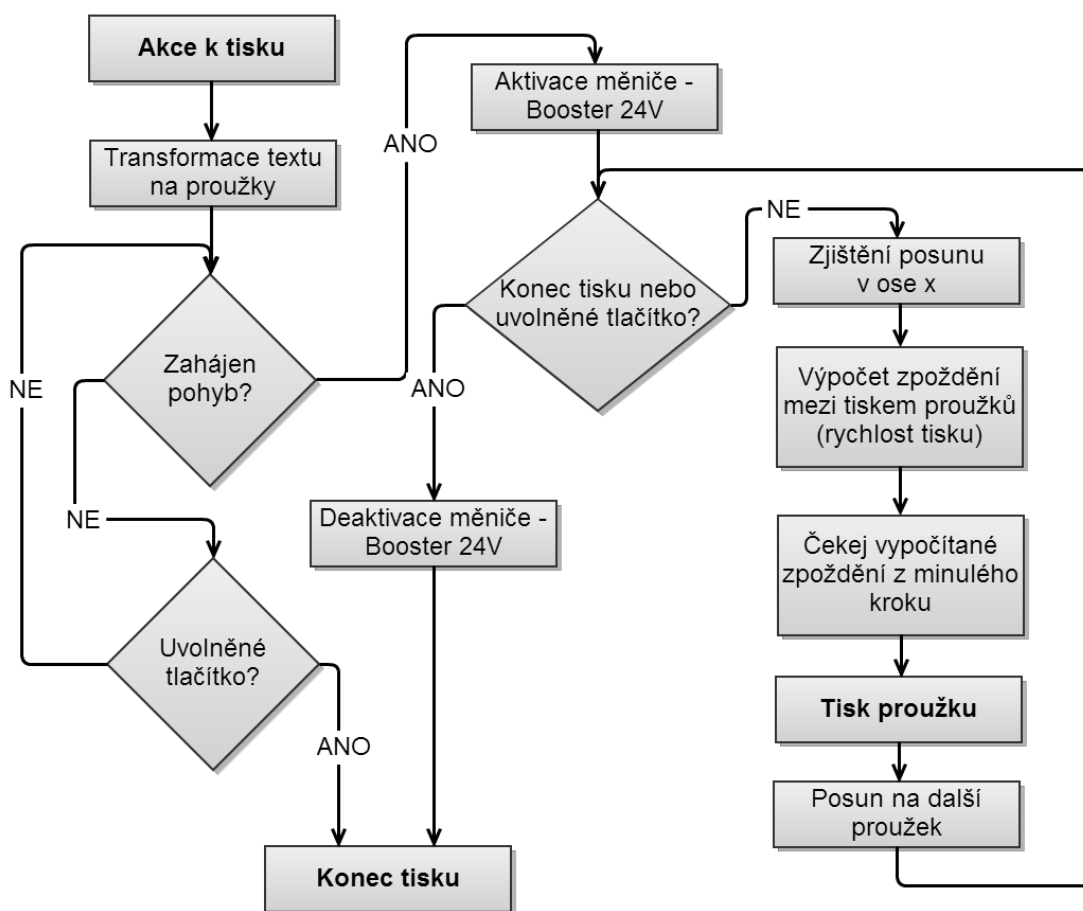 Akce k tisku
Transformace textu
na proužky
Zahájen
pohyb?
NE
NE
Uvolněné
tlačítko?
ANO
ANO
Aktivace měniče -
Booster 24V
Konec tisku nebo
uvolněné tlačítko?
ANO
Deaktivace měniče -
Booster 24V
Konec tisku
NE
Zjištění posunu
v ose x
Výpočet zpoždění
mezi tiskem proužků
(rychlost tisku)
Čekej vypočítané
zpoždění z minulého
kroku
Tisk proužku
Posun na další
proužek